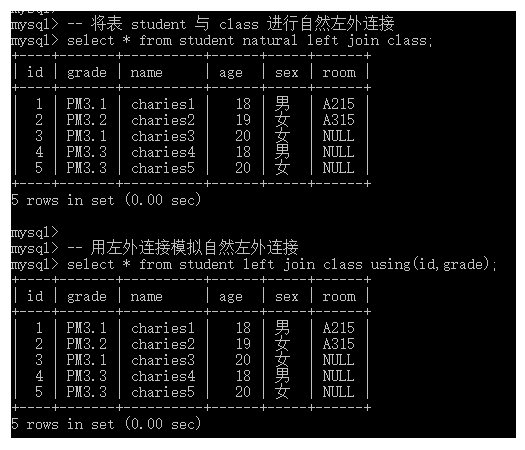 mysql> -- 将表 student 与 class 进行自然左外连接
mysql> select * from student natural left join class;
+----+-------+----------+------+-----+------+
| id | grade | name     | age  | sex | room |
+----+-------+----------+------+-----+------+
|  1 | PM3.1 | charies1 |   18 | 男  | A215 |
|  2 | PM3.2 | charies2 |   19 | 女  | A315 |
|  3 | PM3.1 | charies3 |   20 | 女  | NULL |
|  4 | PM3.3 | charies4 |   18 | 男  | NULL |
|  5 | PM3.3 | charies5 |   20 | 女  | NULL |
+----+-------+----------+------+-----+------+
5 rows in set (0.00 sec)
mysql>
mysql> -- 用左外连接模拟自然左外连接
mysql> select * from student left join class using(id,grade);
+----+-------+----------+------+-----+------+
| id | grade | name     | age  | sex | room |
+----+-------+----------+------+-----+------+
|  1 | PM3.1 | charies1 |   18 | 男  | A215 |
|  2 | PM3.2 | charies2 |   19 | 女  | A315 |
|  3 | PM3.1 | charies3 |   20 | 女  | NULL |
|  4 | PM3.3 | charies4 |   18 | 男  | NULL |
|  5 | PM3.3 | charies5 |   20 | 女  | NULL |
+----+-------+----------+------+-----+------+
5 rows in set (0.00 sec)